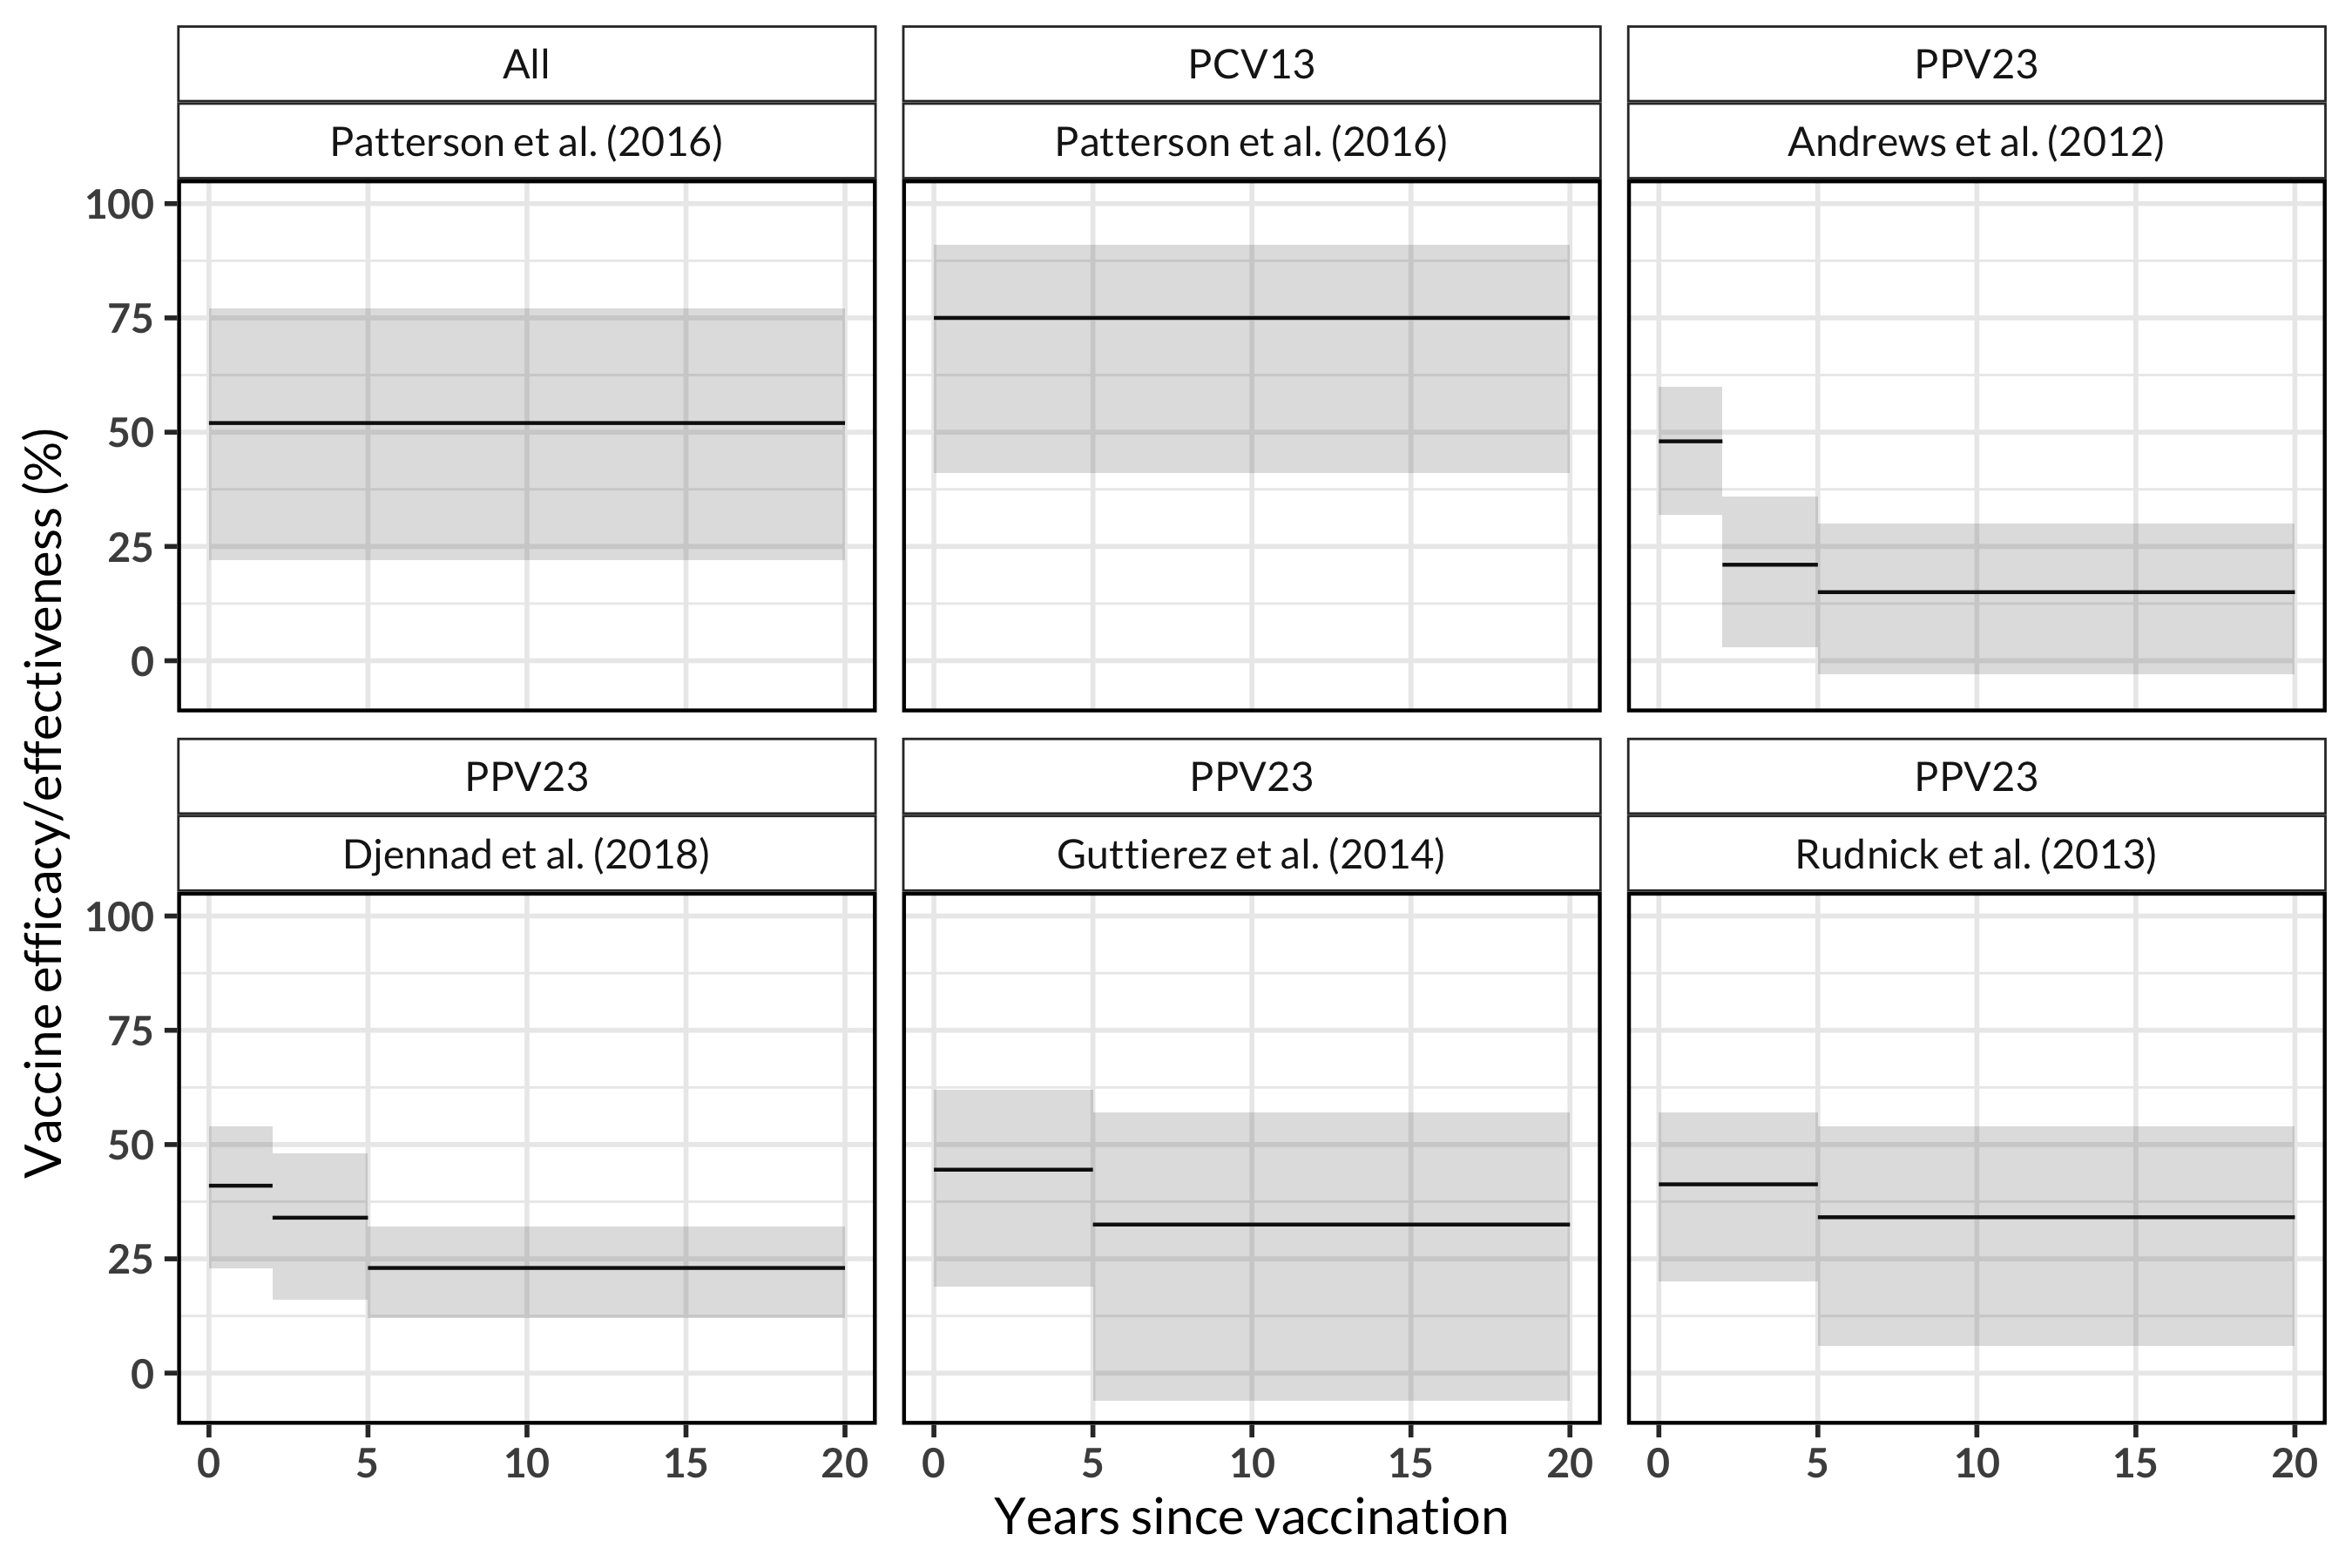 All
Patterson et al. (2016)
PCV13
Patterson et al. (2016)
PPV23
Andrews et al. (2012)
100
75
50
25
0
PPV23
Djennad et al. (2018)
PPV23
Guttierez et al. (2014)
PPV23
Rudnick et al. (2013)
100
75
50
25
0
0 5 10 15 20
0 5 10 15 20
0 5 10 15 20
Years since vaccination
Vaccine efficacy/effectiveness (%)